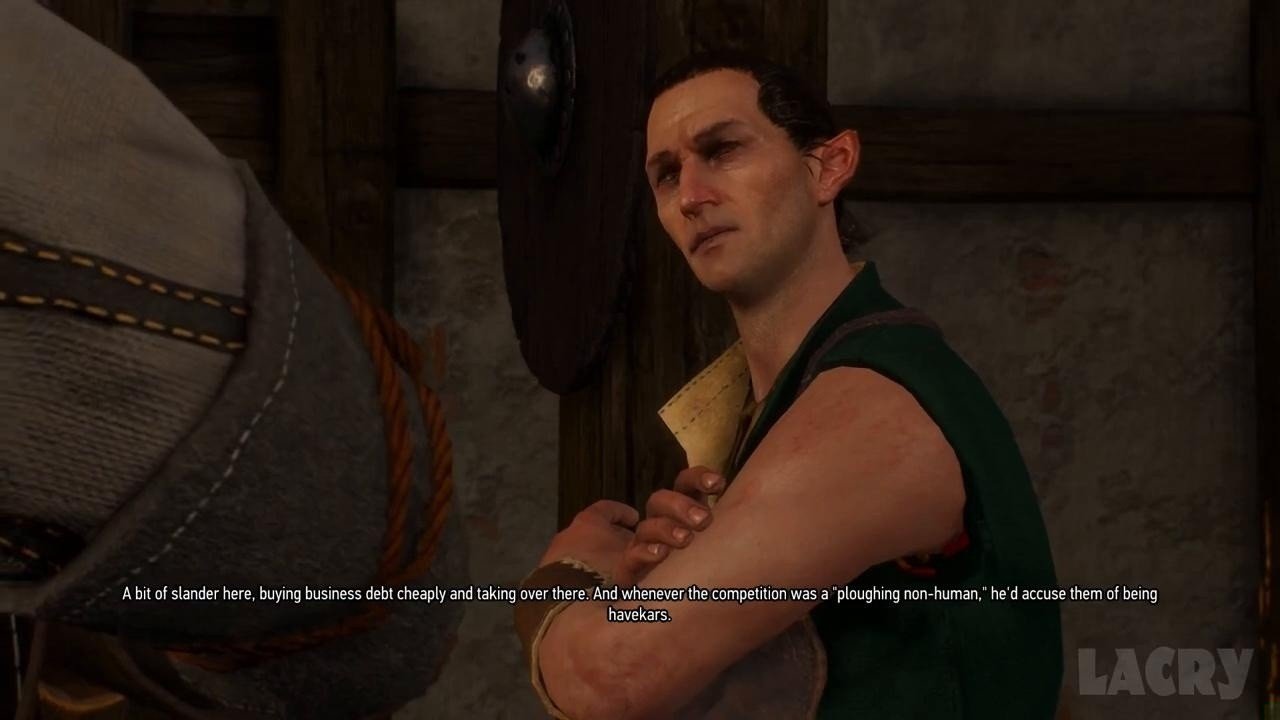 A bit of slander here, buying business debt cheaply and taking over there. And whenever the competition was a "ploughing non-human," he'd accuse them of being
havekars.
LACRY